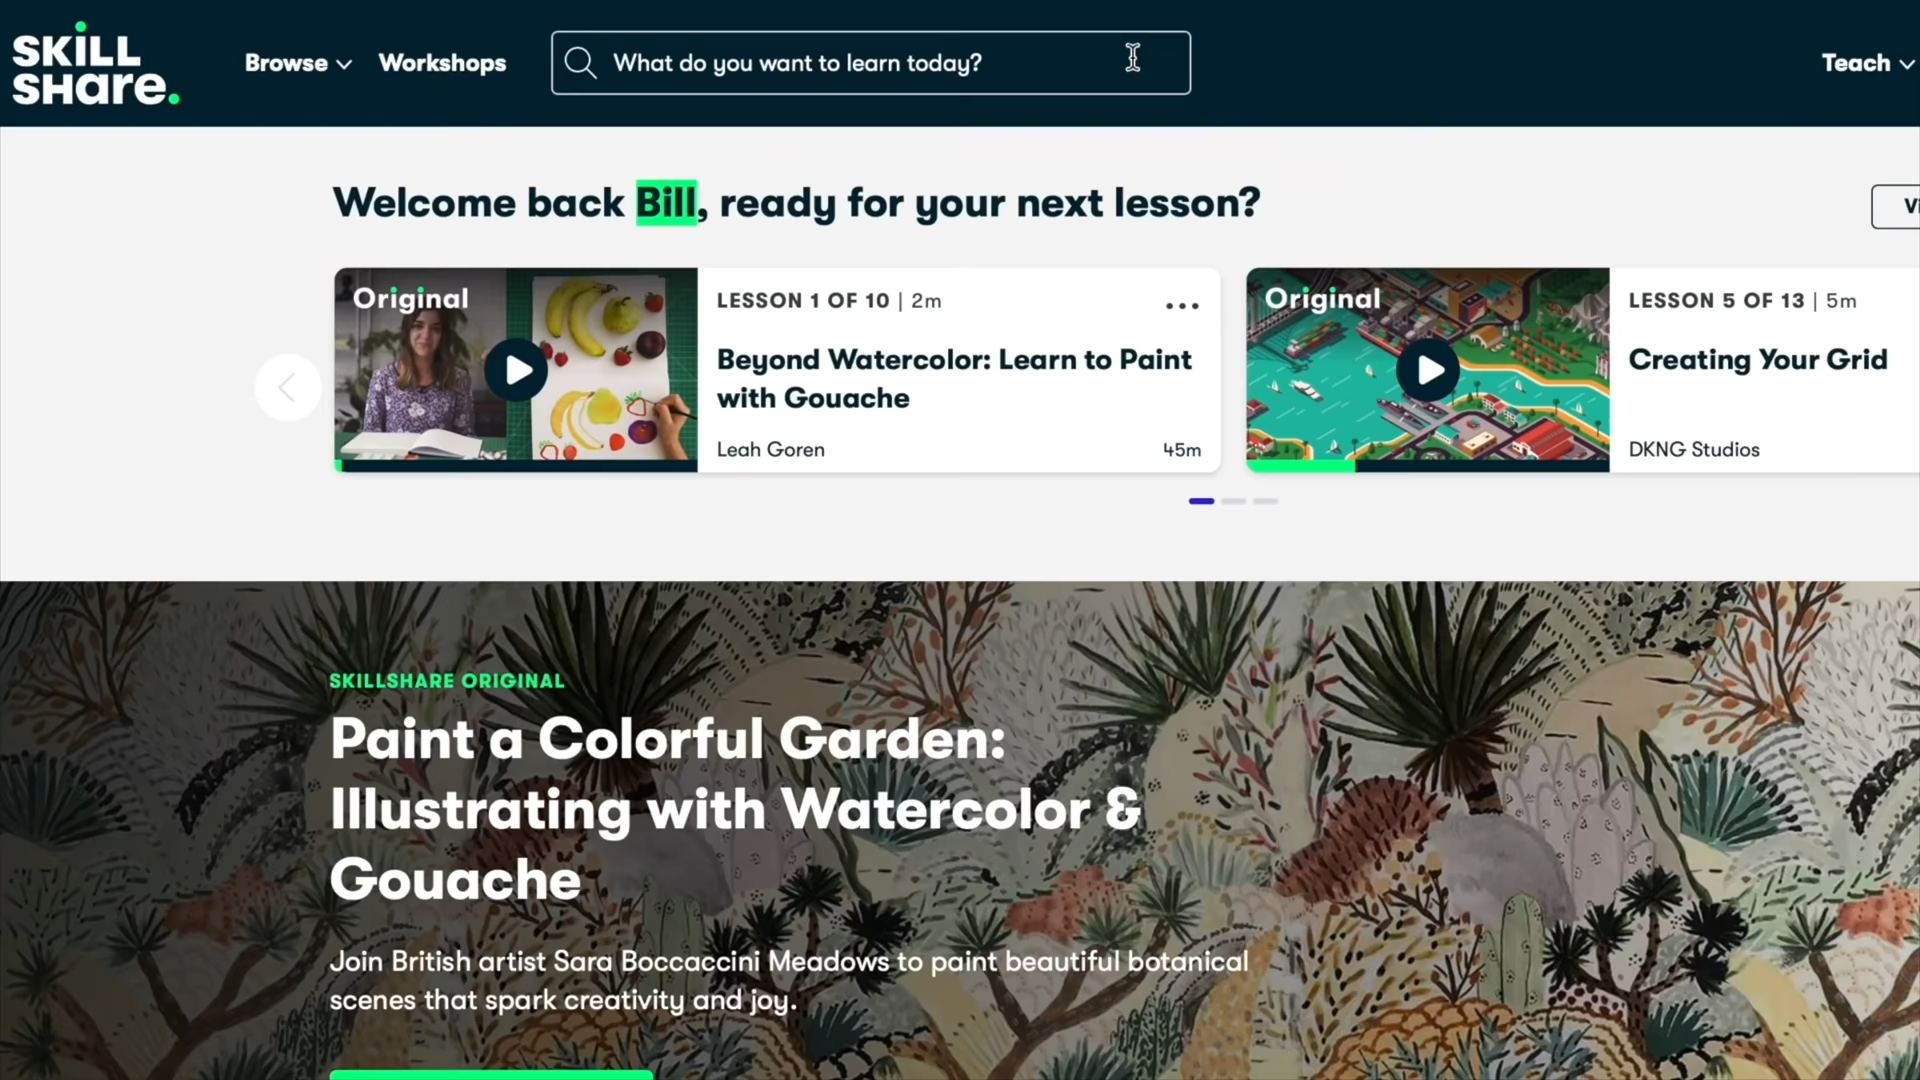 SKILL
SHare.
Browse
Workshops
What do you want to learn today?
Teach
Welcome back Bill, ready for your next lesson?
Original
LESSON 1 OF 10 | 2m
Beyond Watercolor: Learn to Paint
with Gouache
Leah Goren
45m
Original
LESSON 5 OF 13 | 5m
Creating Your Grid
DKNG Studios
SKILLSHARE ORIGINAL
Paint a Colorful Garden:
Illustrating with Watercolor &
Gouache
Join British artist Sara Boccaccini Meadows to paint beautiful botanical
scenes that spark creativity and joy.